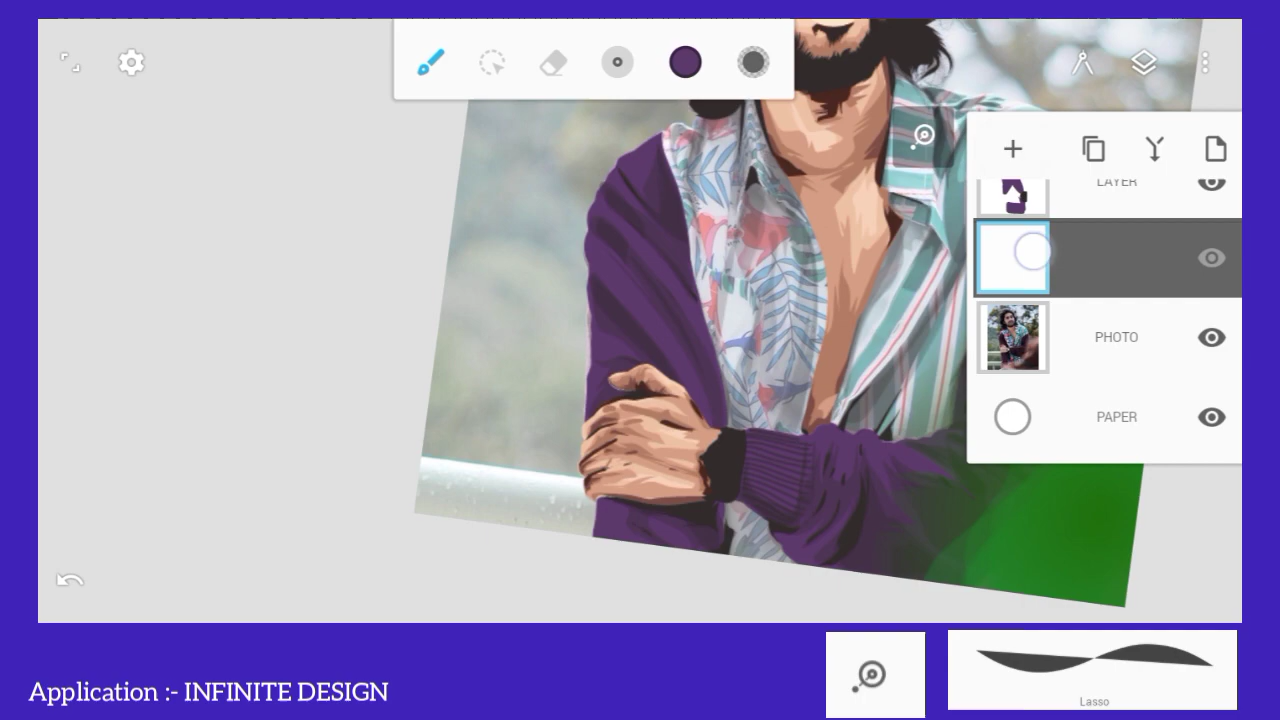 LAYER
PHOTO
PAPER
Application :- INFINITE DESIGN
Lasso